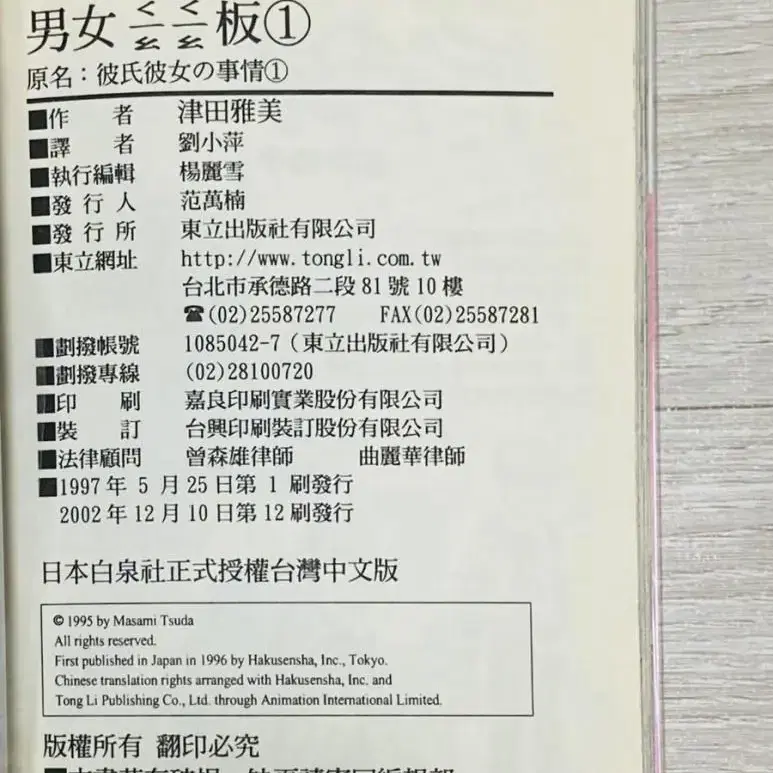 男女ㄑㄧㄠㄑㄧㄠ板①
原名：彼氏彼女の事情①
■作　者　津田雅美
■譯　者　劉小萍
■執行編輯　楊麗雪
■發行人　范萬楠
■發行所　東立出版社有限公司
■東立網址　http://www.tongli.com.tw
台北市承德路二段81號10樓
☎(02)25587277　FAX(02)25587281
■劃撥帳號　1085042-7（東立出版社有限公司）
■劃撥專線　(02)28100720
■印　刷　嘉良印刷實業股份有限公司
■裝　訂　台興印刷裝訂股份有限公司
■法律顧問　曾森雄律師　曲麗華律師
■1997年5月25日第1刷發行
2002年12月10日第12刷發行
日本白泉社正式授權台灣中文版
© 1995 by Masami Tsuda
All rights reserved.
First published in Japan in 1996 by Hakusensha, Inc., Tokyo.
Chinese translation rights arranged with Hakusensha, Inc. and
Tong Li Publishing Co., Ltd. through Animation International Limited.
版權所有 翻印必究